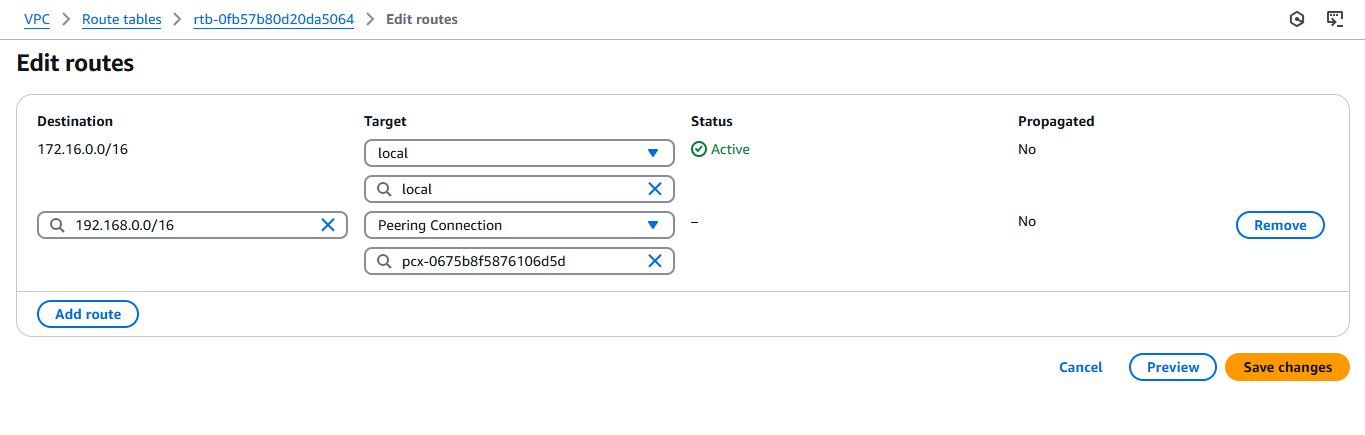 VPC > Route tables > rtb-0fb57b80d20da5064 > Edit routes
Edit routes
Destination Target Status Propagated
172.16.0.0/16 local Active No
local
192.168.0.0/16 Peering Connection – No Remove
pcx-0675b8f5876106d5d
Add route
Cancel Preview Save changes